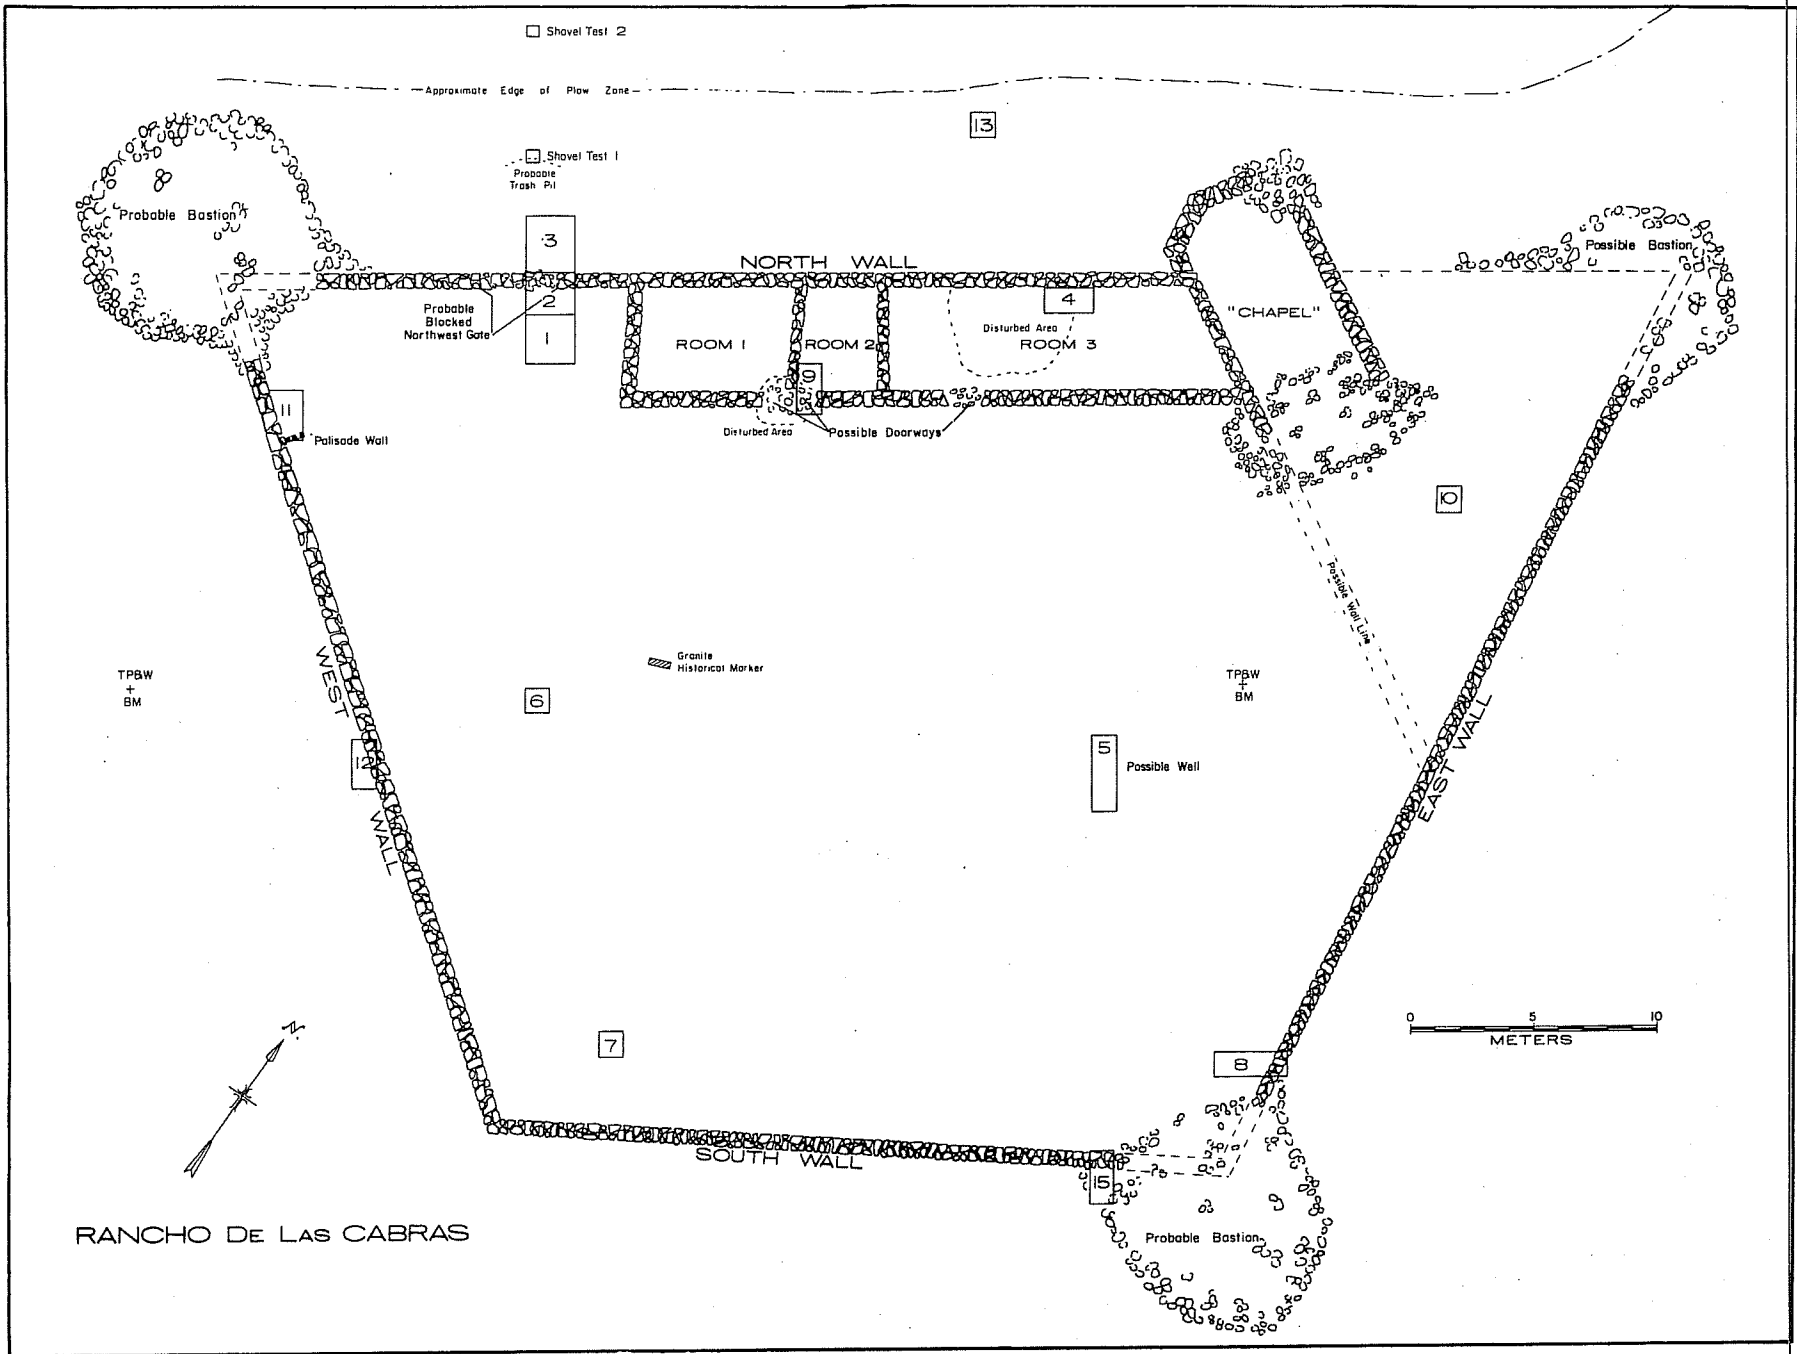 Shovel Test 2
Approximate Edge of Plow Zone
13
Shovel Test 1
Probable
Trash Pit
Probable Bastion
Possible Bastion
3
NORTH WALL
2
4
Probable
Blocked
Northwest Gate
1
"CHAPEL"
Disturbed Area
ROOM 1
ROOM 2
ROOM 3
9
11
Palisade Wall
Disturbed Area
Possible Doorways
10
Possible Wall Line
Granite
Historical Marker
TPBW
+
BM
TPBW
+
BM
6
WEST WALL
12
5
Possible Well
EAST WALL
N.
7
0 5 10
METERS
8
SOUTH WALL
15
RANCHO DE LAS CABRAS
Probable Bastion